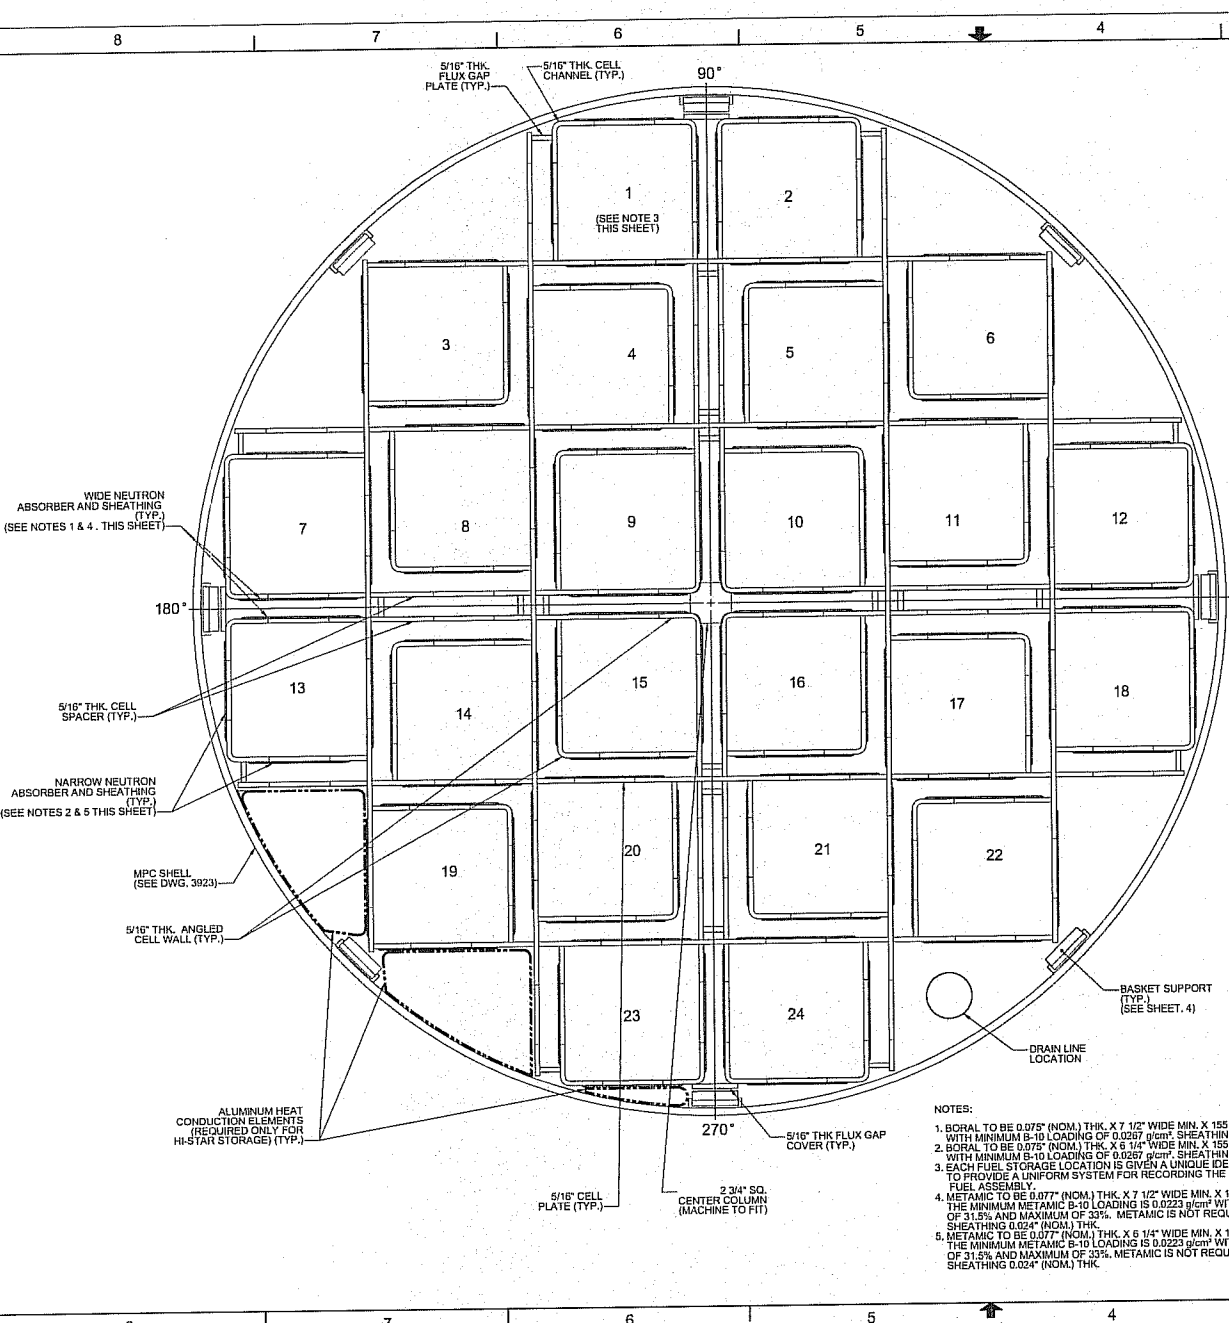 8 7 6 5 4
5/16" THK.
FLUX GAP
PLATE (TYP.)
5/16" THK. CELL
CHANNEL (TYP.)
90°
1
(SEE NOTE 3
THIS SHEET)
2
3
4
5
6
WIDE NEUTRON
ABSORBER AND SHEATHING
(TYP.)
(SEE NOTES 1 & 4 . THIS SHEET)
7
8
9
10
11
12
180°
13
14
15
16
17
18
5/16" THK. CELL
SPACER (TYP.)
NARROW NEUTRON
ABSORBER AND SHEATHING
(TYP.)
(SEE NOTES 2 & 5 THIS SHEET)
MPC SHELL
(SEE DWG. 3923)
19
20
21
22
5/16" THK. ANGLED
CELL WALL (TYP.)
23
24
BASKET SUPPORT
(TYP.)
(SEE SHEET. 4)
DRAIN LINE
LOCATION
ALUMINUM HEAT
CONDUCTION ELEMENTS
(REQUIRED ONLY FOR
HI-STAR STORAGE) (TYP.)
270°
5/16" THK FLUX GAP
COVER (TYP.)
5/16" CELL
PLATE (TYP.)
2 3/4" SQ.
CENTER COLUMN
(MACHINE TO FIT)
NOTES:
1. BORAL TO BE 0.075" (NOM.) THK. X 7 1/2" WIDE MIN. X 155
WITH MINIMUM B-10 LOADING OF 0.0267 g/cm². SHEATHIN
2. BORAL TO BE 0.075" (NOM.) THK. X 6 1/4" WIDE MIN. X 155
WITH MINIMUM B-10 LOADING OF 0.0267 g/cm². SHEATHIN
3. EACH FUEL STORAGE LOCATION IS GIVEN A UNIQUE IDE
TO PROVIDE A UNIFORM SYSTEM FOR RECORDING THE
FUEL ASSEMBLY.
4. METAMIC TO BE 0.077" (NOM.) THK. X 7 1/2" WIDE MIN. X 1
THE MINIMUM METAMIC B-10 LOADING IS 0.0223 g/cm² WI
OF 31.5% AND MAXIMUM OF 33%. METAMIC IS NOT REQU
SHEATHING 0.024" (NOM.) THK.
5. METAMIC TO BE 0.077" (NOM.) THK. X 6 1/4" WIDE MIN. X 1
THE MINIMUM METAMIC B-10 LOADING IS 0.0223 g/cm² WI
OF 31.5% AND MAXIMUM OF 33%. METAMIC IS NOT REQU
SHEATHING 0.024" (NOM.) THK.
7 6 5 4